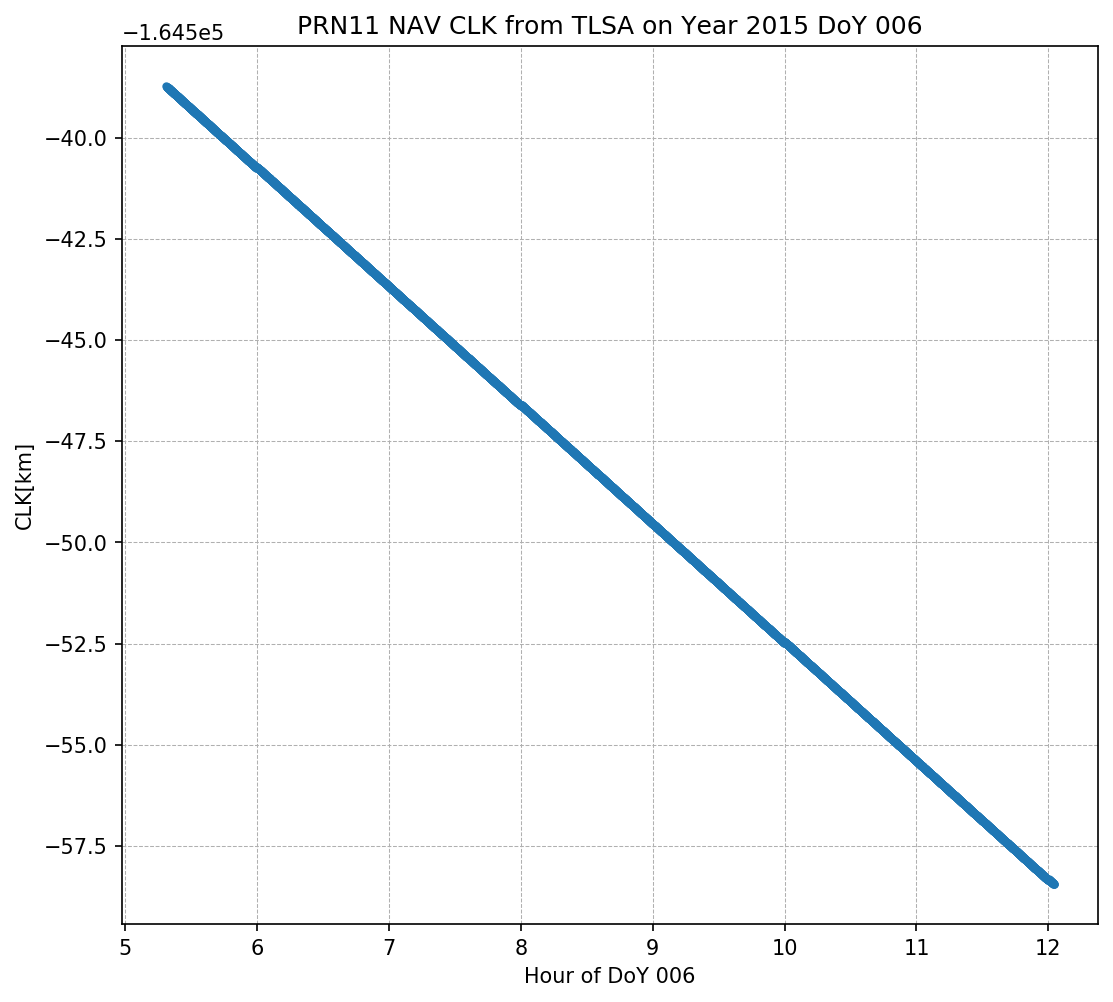 PRN11 NAV CLK from TLSA on Year 2015 DoY 006
−1.645e5
−40.0
−42.5
−45.0
−47.5
−50.0
−52.5
−55.0
−57.5
CLK[km]
5 6 7 8 9 10 11 12
Hour of DoY 006